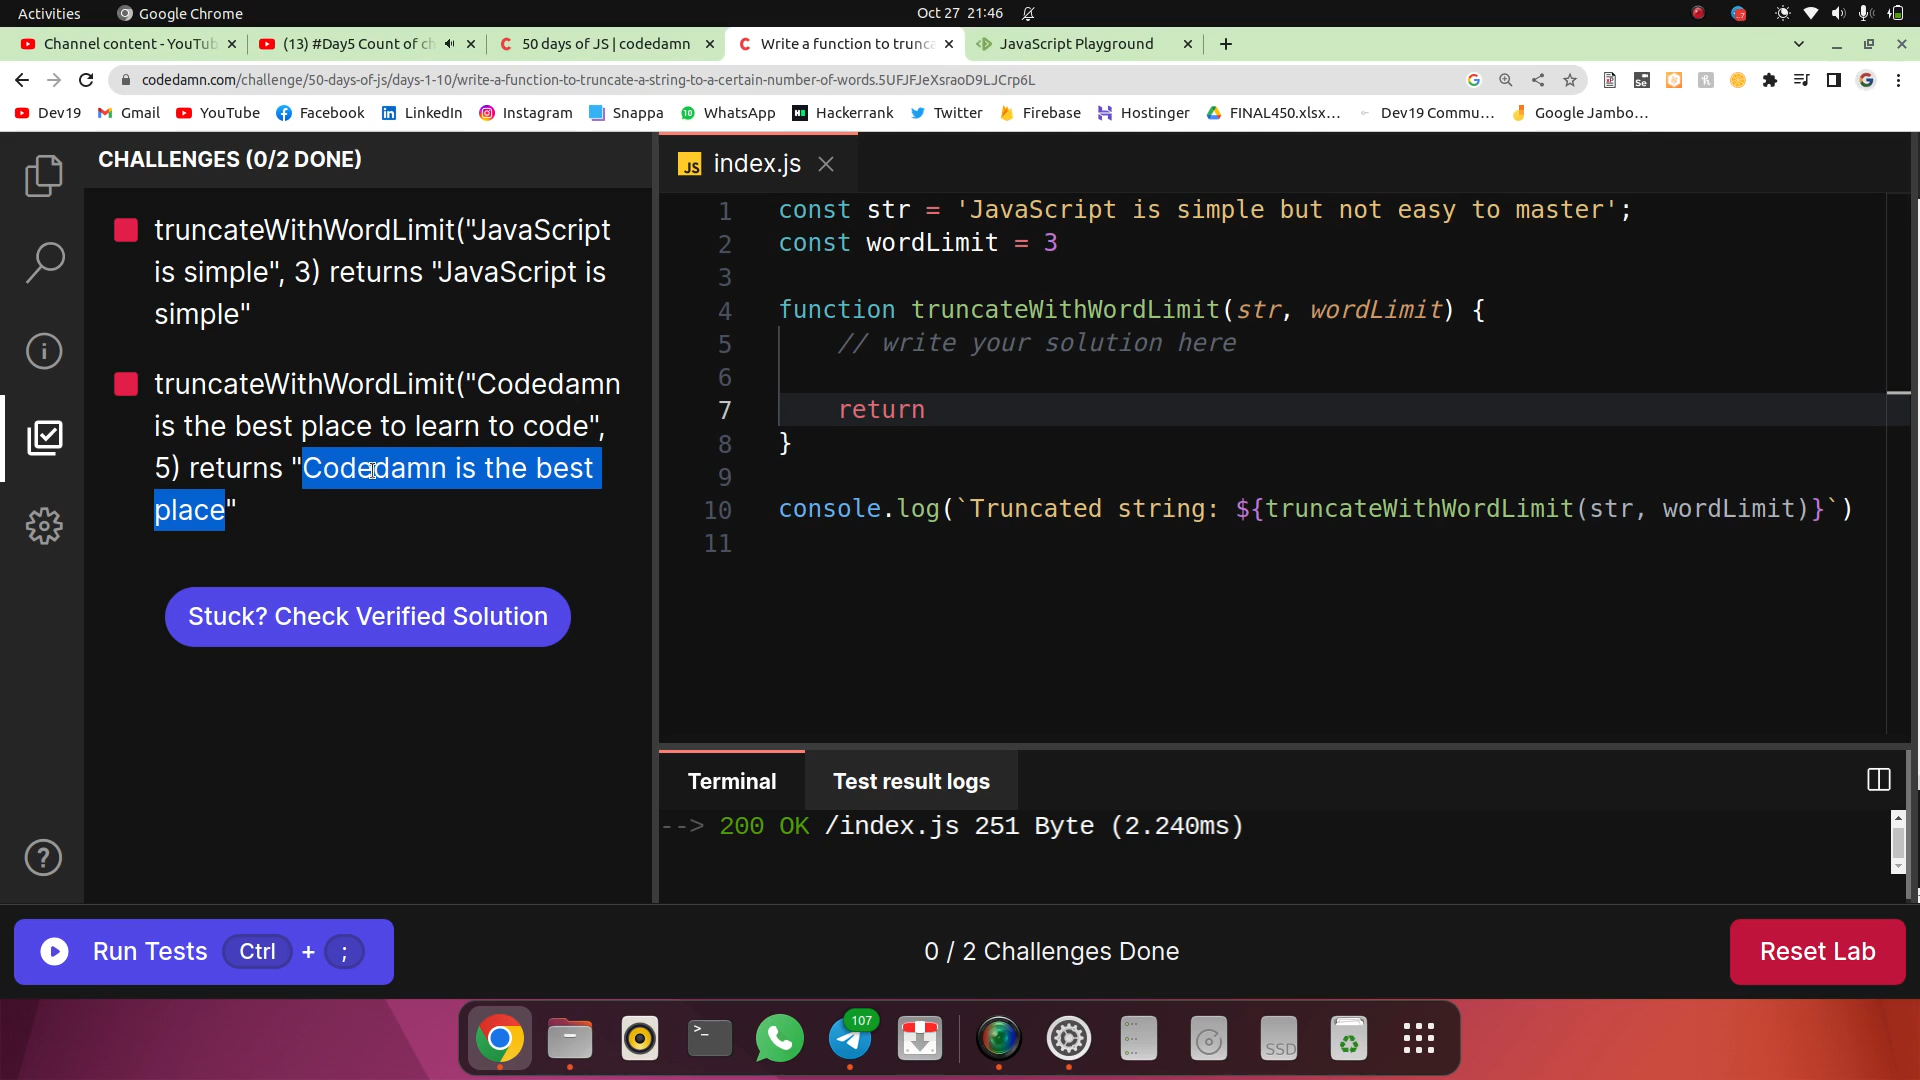 Activities
Google Chrome
Oct 27 21:46
Channel content - YouTub
(13) #Day5 Count of ch
50 days of JS | codedamn
Write a function to trunca
JavaScript Playground
codedamn.com/challenge/50-days-of-js/days-1-10/write-a-function-to-truncate-a-string-to-a-certain-number-of-words.5UFJFJeXsraoD9LJCrp6L
Dev19
Gmail
YouTube
Facebook
LinkedIn
Instagram
Snappa
WhatsApp
Hackerrank
Twitter
Firebase
Hostinger
FINAL450.xlsx...
Dev19 Commu...
Google Jambo...
CHALLENGES (0/2 DONE)
truncateWithWordLimit("JavaScript
is simple", 3) returns "JavaScript is
simple"
truncateWithWordLimit("Codedamn
is the best place to learn to code",
5) returns "Codedamn is the best
place"
Stuck? Check Verified Solution
JS index.js
1 const str = 'JavaScript is simple but not easy to master';
2 const wordLimit = 3
3
4 function truncateWithWordLimit(str, wordLimit) {
5 // write your solution here
6
7 return
8 }
9
10 console.log(`Truncated string: ${truncateWithWordLimit(str, wordLimit)}`)
11
Terminal
Test result logs
--> 200 OK /index.js 251 Byte (2.240ms)
Run Tests Ctrl + ;
0 / 2 Challenges Done
Reset Lab
107
SSD